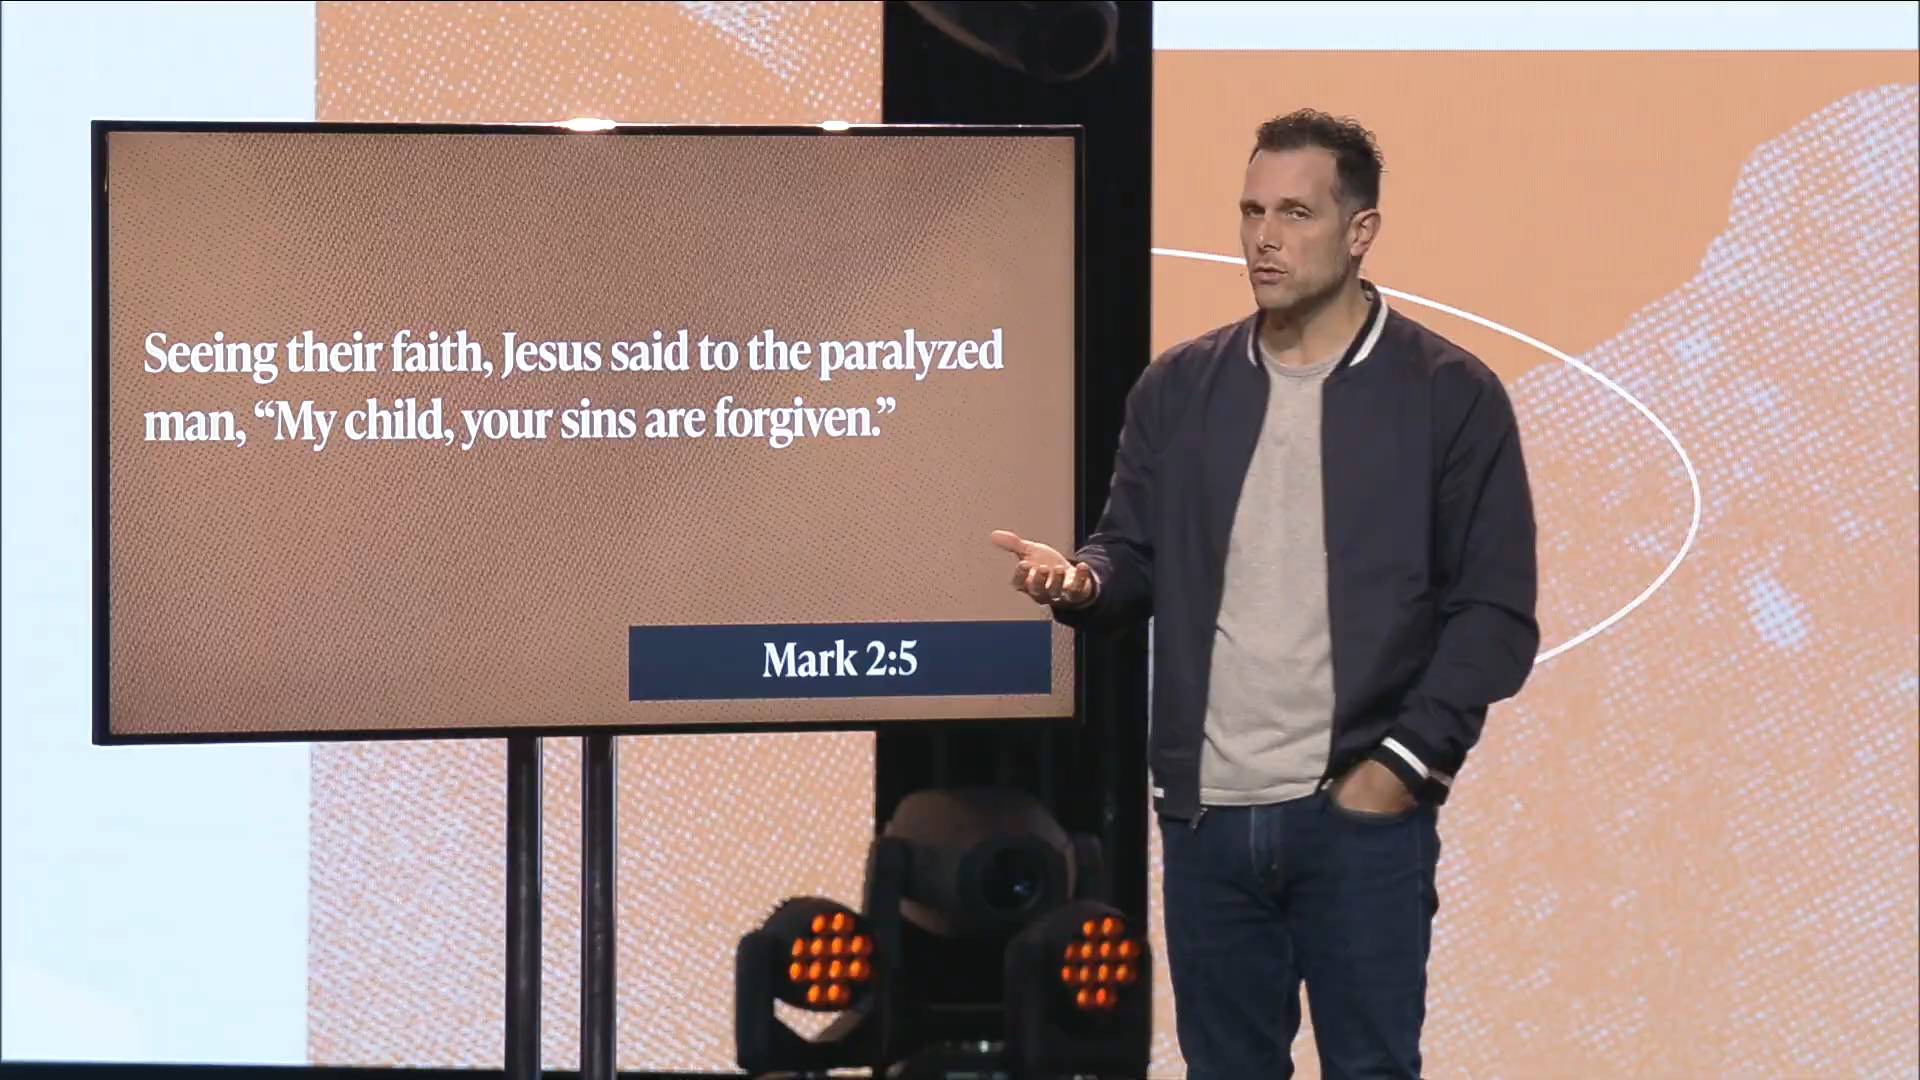 Seeing their faith, Jesus said to the paralyzed
man, “My child, your sins are forgiven.”
Mark 2:5